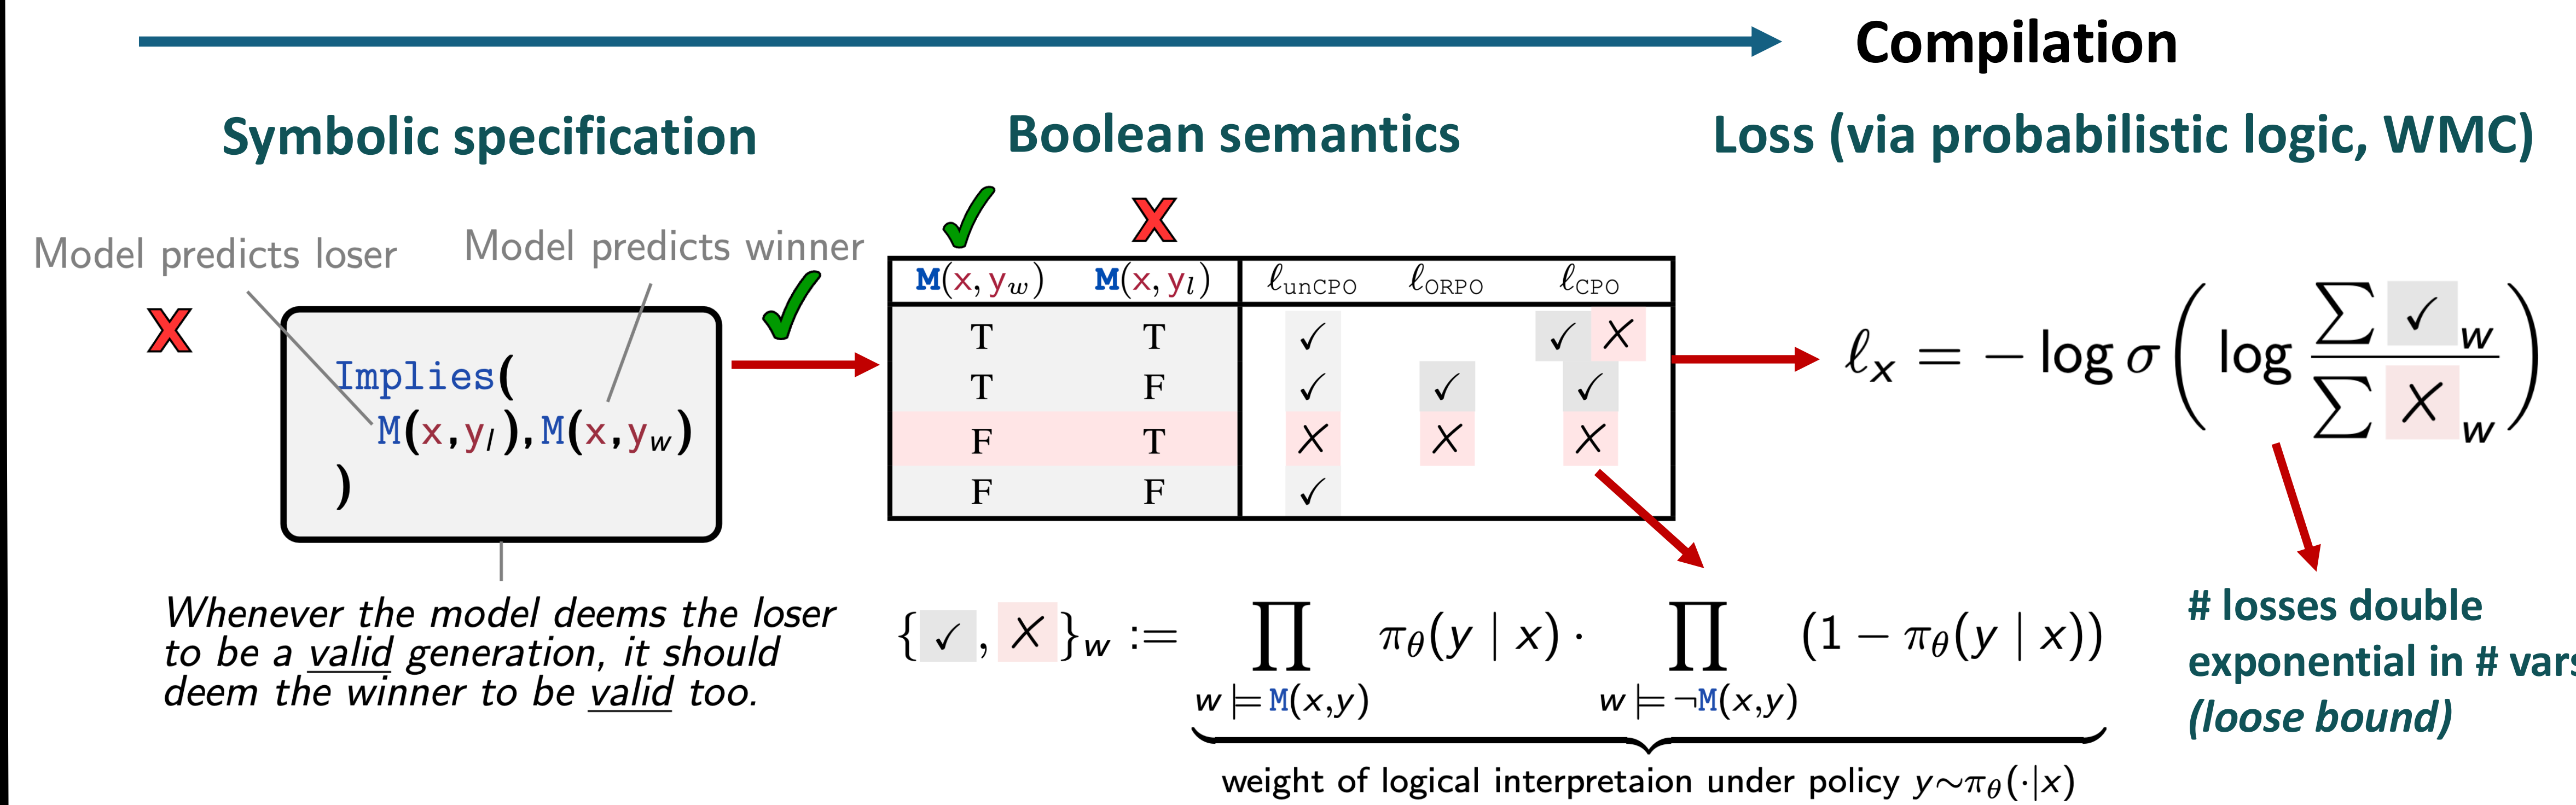 Compilation
Symbolic specification
Boolean semantics
Loss (via probabilistic logic, WMC)
✓ X
Model predicts loser
Model predicts winner
X
✓
Implies(
M(x,y_l),M(x,y_w)
)
Whenever the model deems the loser
to be a valid generation, it should
deem the winner to be valid too.
M(x, y_w) M(x, y_l) ℓ_unCPO ℓ_ORPO ℓ_CPO
T T ✓ ✓ X
T F ✓ ✓ ✓
F T X X X
F F ✓
ℓ_x = − log σ ( log ∑ ✓ _w / ∑ X _w )
{ ✓ , X }_w := ∏_{w ⊨ M(x,y)} π_θ(y | x) · ∏_{w ⊨ ¬M(x,y)} (1 − π_θ(y | x))
weight of logical interpretaion under policy y∼π_θ(·|x)
# losses double
exponential in # vars
(loose bound)